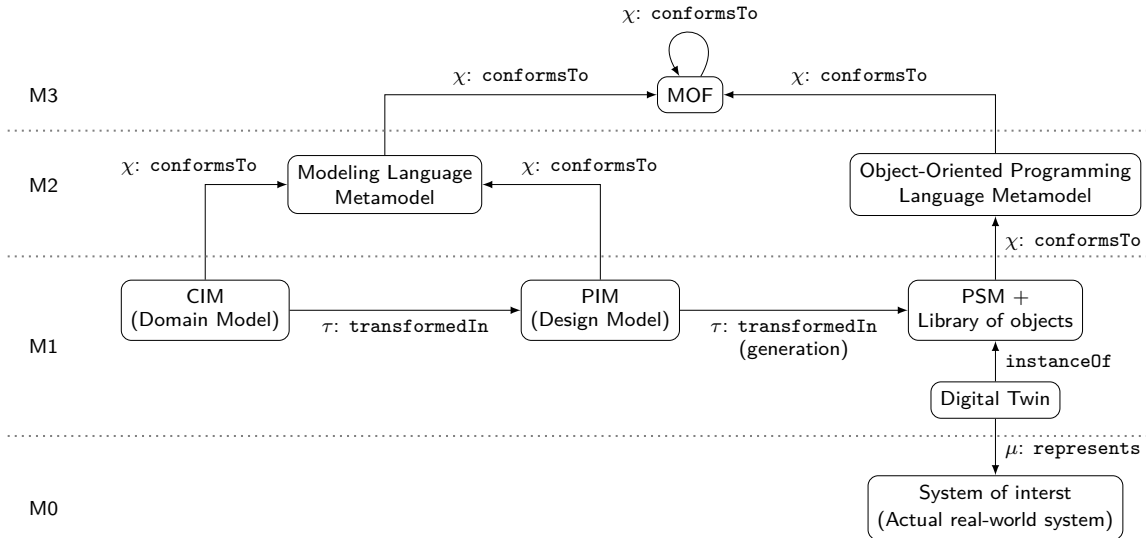 χ: conformsTo
χ: conformsTo
χ: conformsTo
M3
MOF
χ: conformsTo
χ: conformsTo
M2
Modeling Language
Metamodel
Object-Oriented Programming
Language Metamodel
χ: conformsTo
CIM
(Domain Model)
PIM
(Design Model)
PSM +
Library of objects
τ: transformedIn
τ: transformedIn
(generation)
M1
instanceOf
Digital Twin
μ: represents
M0
System of interst
(Actual real-world system)